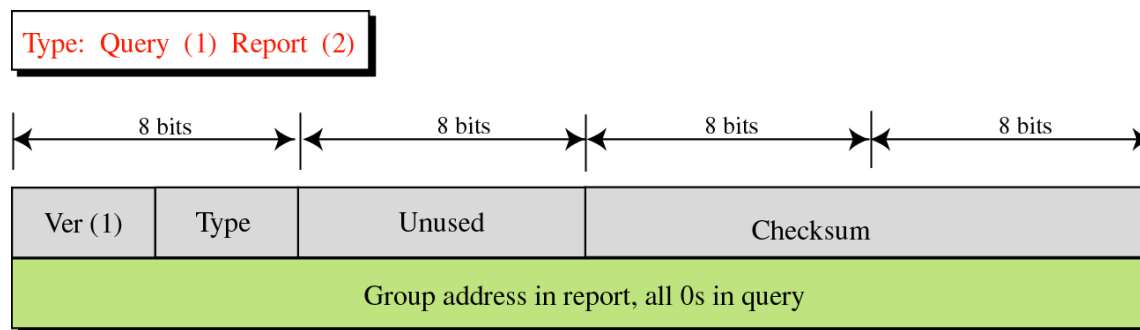 Type: Query (1) Report (2)
8 bits 8 bits 8 bits 8 bits
Ver (1) Type Unused Checksum
Group address in report, all 0s in query